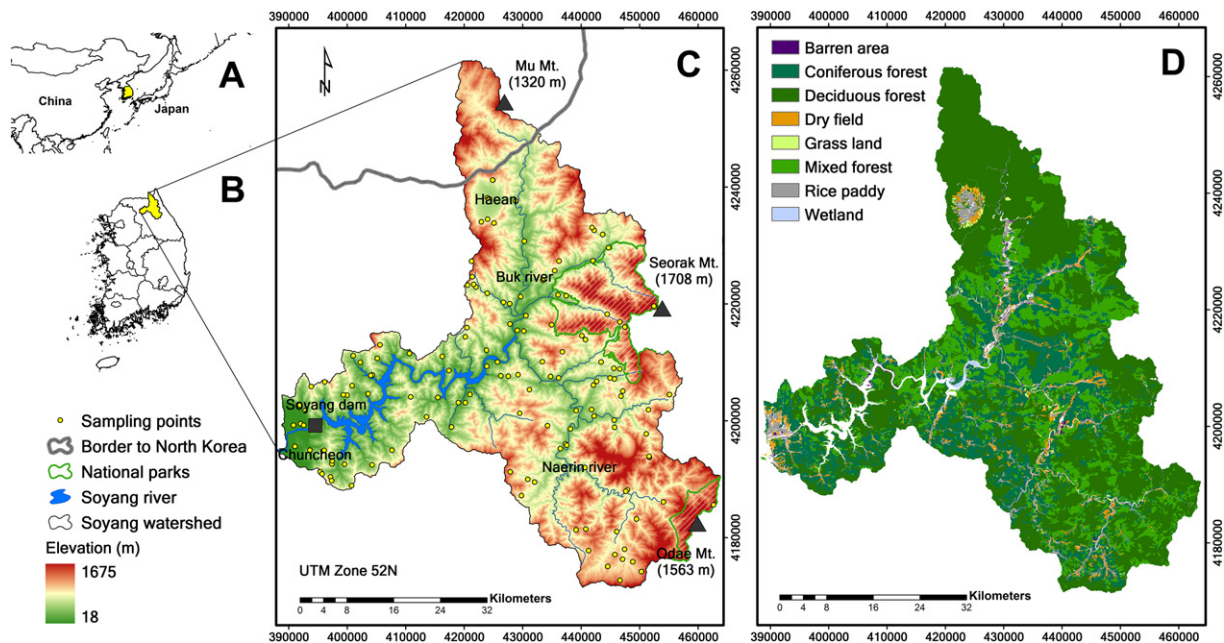 A
China
Japan
B
Sampling points
Border to North Korea
National parks
Soyang river
Soyang watershed
Elevation (m)
1675
18
390000 400000 410000 420000 430000 440000 450000 460000
C
Mu Mt.
(1320 m)
Haean
Buk river
Seorak Mt.
(1708 m)
Soyang dam
Chuncheon
Naerin river
Odae Mt.
(1563 m)
UTM Zone 52N
Kilometers
0 2 4 8 16 24 32
390000 400000 410000 420000 430000 440000 450000 460000
4260000
4240000
4220000
4200000
4180000
390000 400000 410000 420000 430000 440000 450000 460000
D
Barren area
Coniferous forest
Deciduous forest
Dry field
Grass land
Mixed forest
Rice paddy
Wetland
Kilometers
0 2 4 8 16 24 32
390000 400000 410000 420000 430000 440000 450000 460000
4260000
4240000
4220000
4200000
4180000